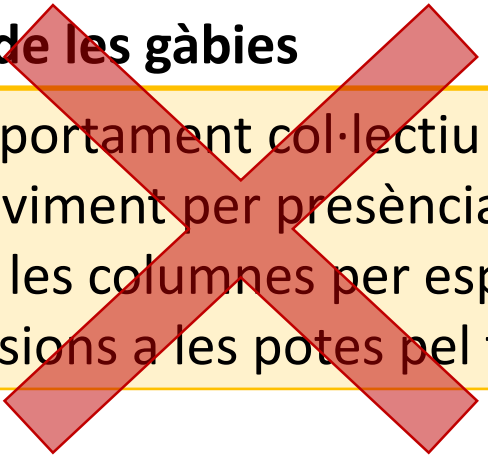 de les gàbies
portament col·lectiu
viment per presència
les columnes per esp
sions a les potes pel